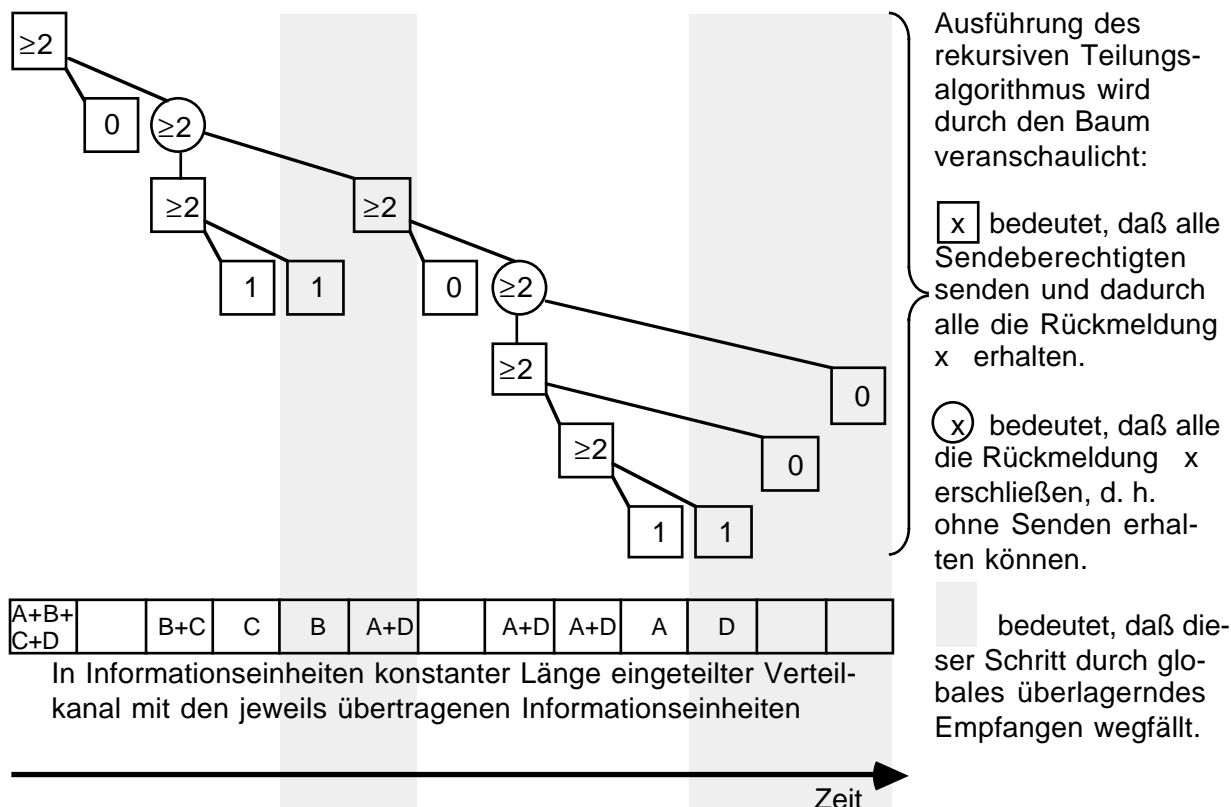 ≥2
0
≥2
≥2
≥2
1
1
0
≥2
≥2
0
≥2
0
1
1
Ausführung des
rekursiven Teilungs-
algorithmus wird
durch den Baum
veranschaulicht:
x bedeutet, daß alle
Sendeberechtigten
senden und dadurch
alle die Rückmeldung
x erhalten.
x bedeutet, daß alle
die Rückmeldung x
erschließen, d. h.
ohne Senden erhal-
ten können.
bedeutet, daß die-
ser Schritt durch glo-
bales überlagerndes
Empfangen wegfällt.
A+B+
C+D
B+C
C
B
A+D
A+D
A+D
A
D
In Informationseinheiten konstanter Länge eingeteilter Verteil-
kanal mit den jeweils übertragenen Informationseinheiten
Zeit